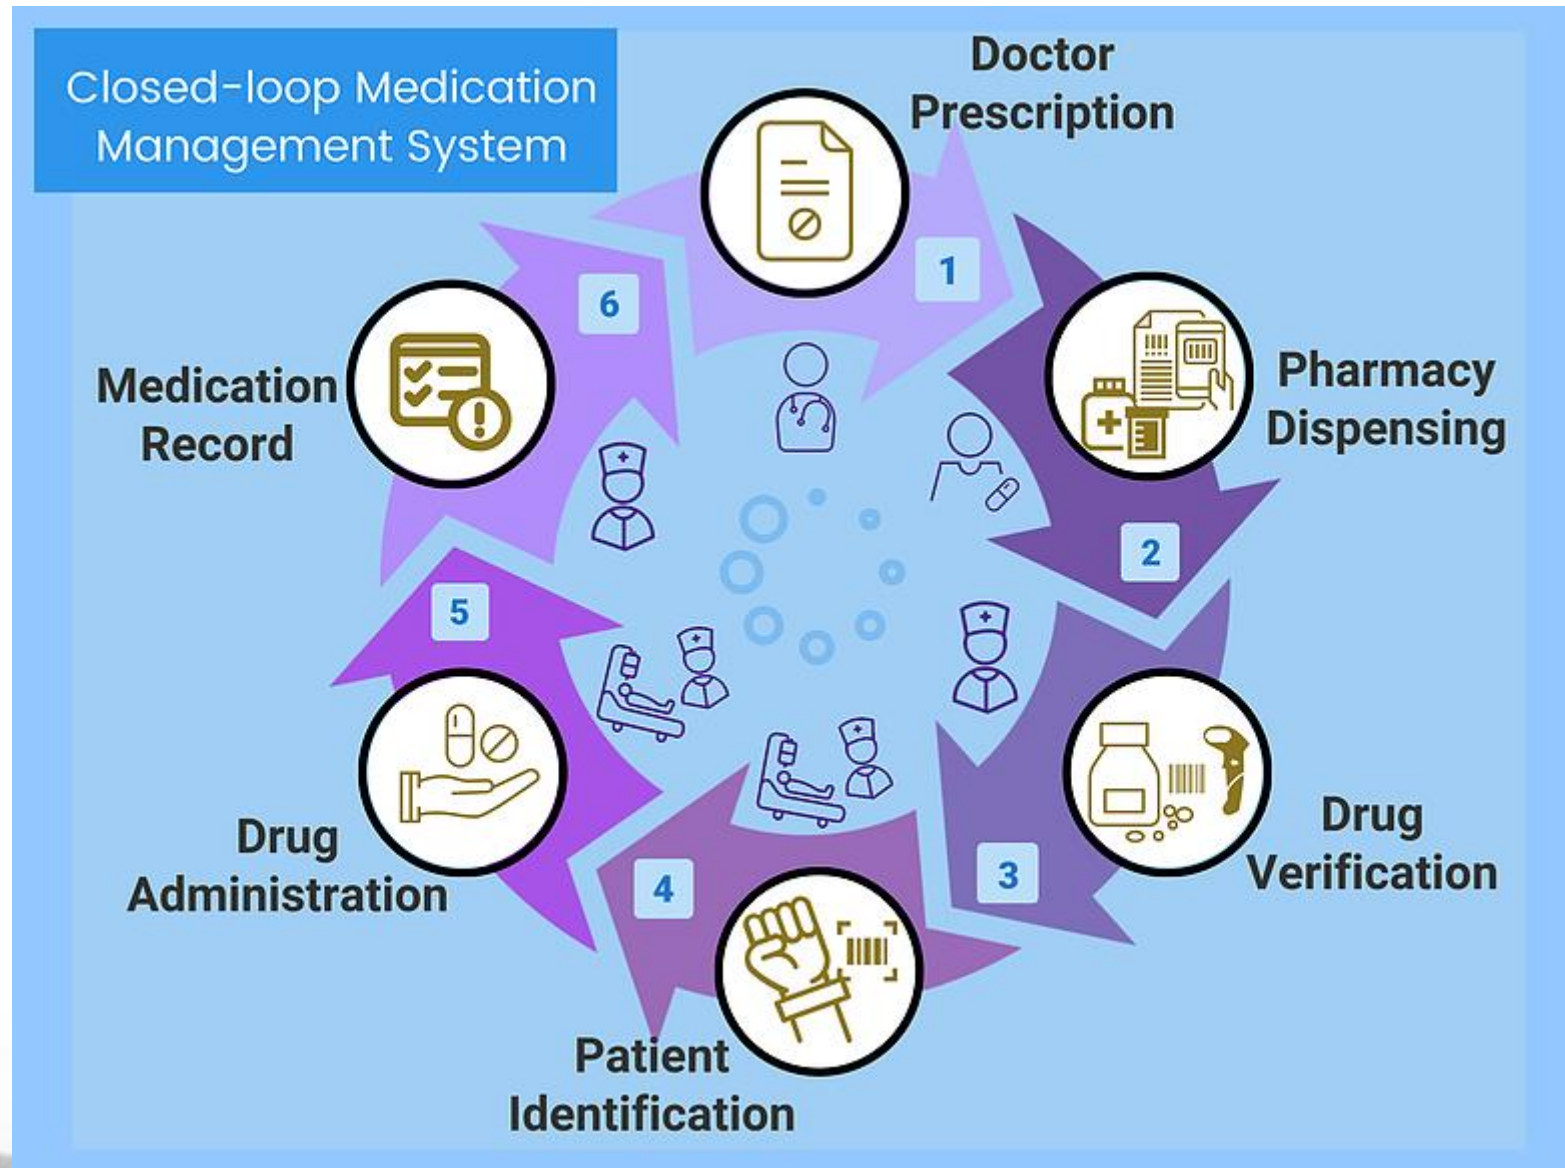 Closed-loop Medication
Management System
Doctor
Prescription
1
Pharmacy
Dispensing
2
Drug
Verification
3
Patient
Identification
4
Drug
Administration
5
Medication
Record
6